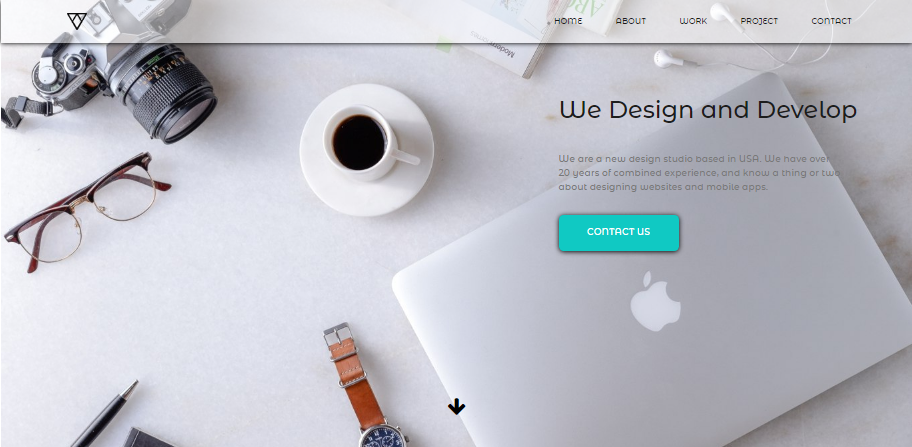 HOME ABOUT WORK PROJECT CONTACT
We Design and Develop
We are a new design studio based in USA. We have over
20 years of combined experience, and know a thing or two
about designing websites and mobile apps.
CONTACT US